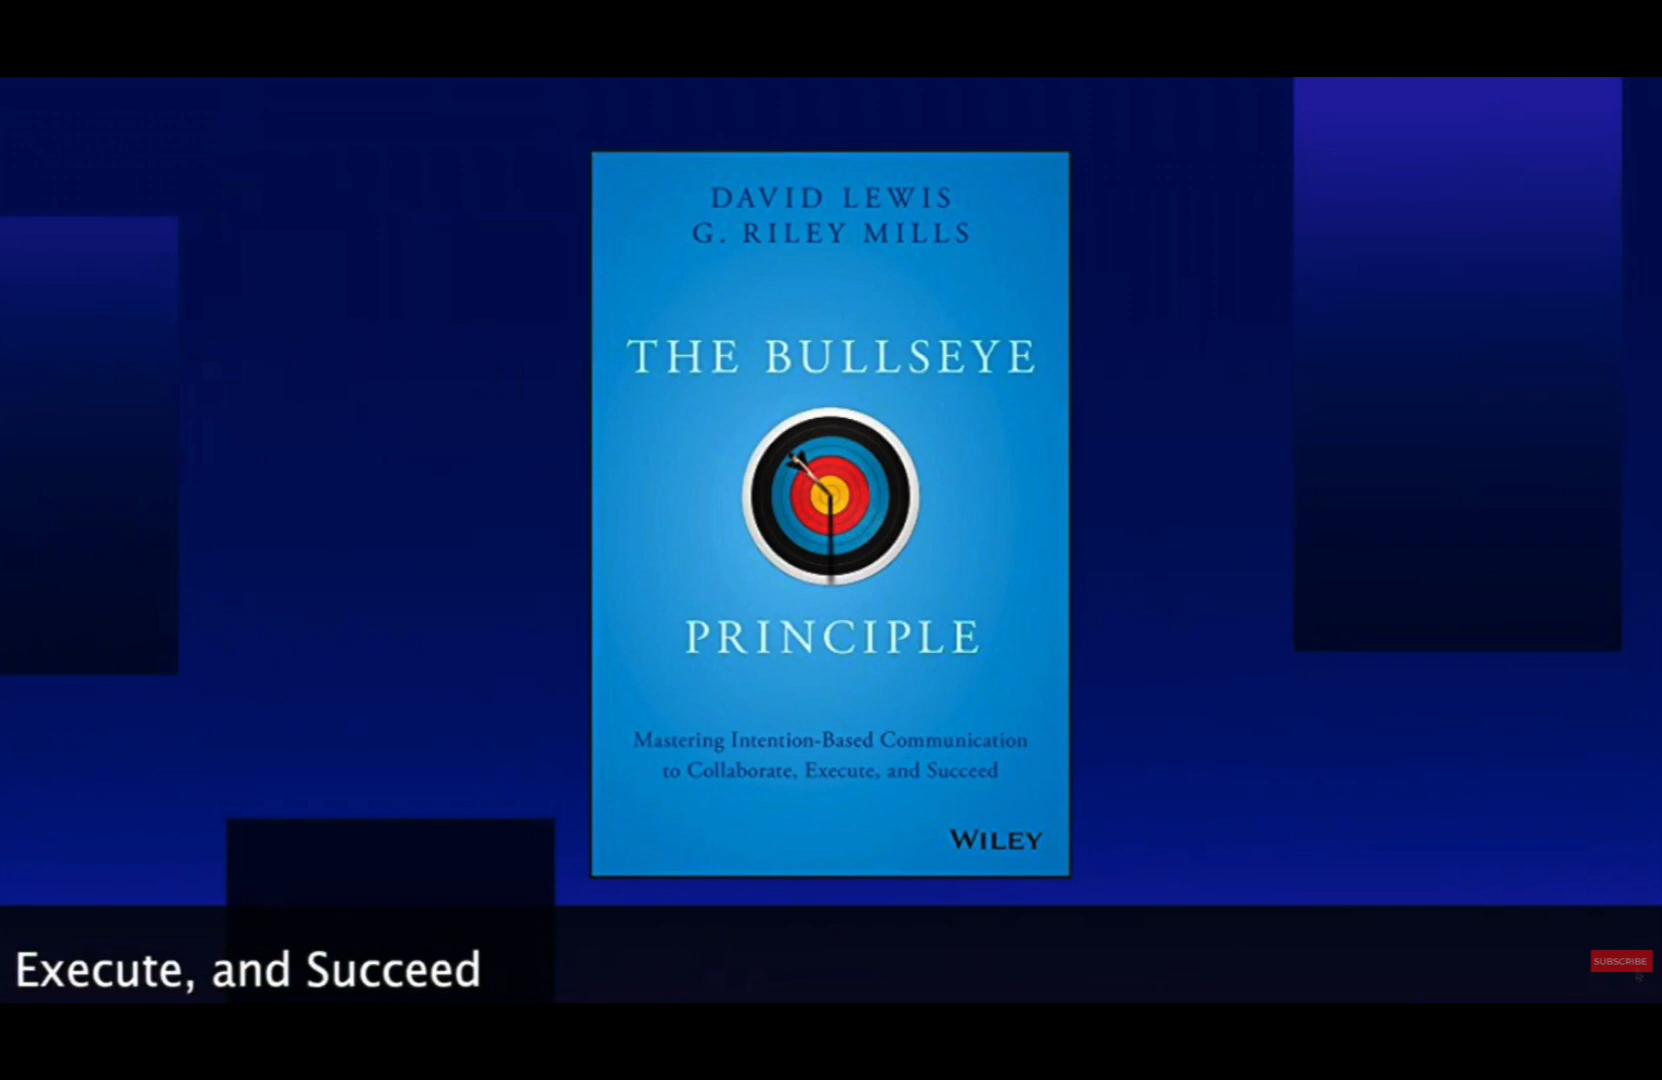 DAVID LEWIS
G. RILEY MILLS
THE BULLSEYE
PRINCIPLE
Mastering Intention-Based Communication
to Collaborate, Execute, and Succeed
WILEY
Execute, and Succeed
SUBSCRIBE